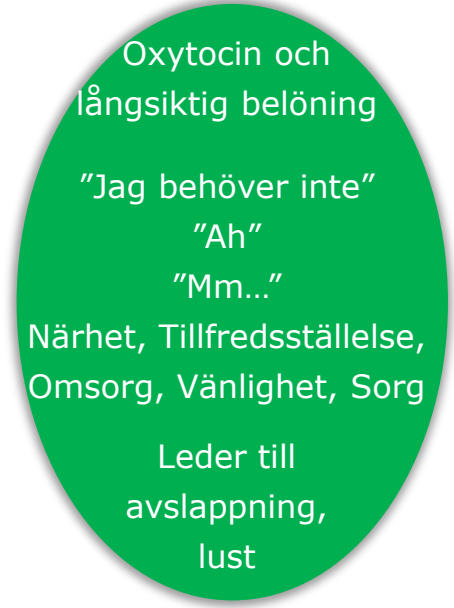 Oxytocin och
långsiktig belöning
”Jag behöver inte”
”Ah”
”Mm…”
Närhet, Tillfredsställelse,
Omsorg, Vänlighet, Sorg
Leder till
avslappning,
lust